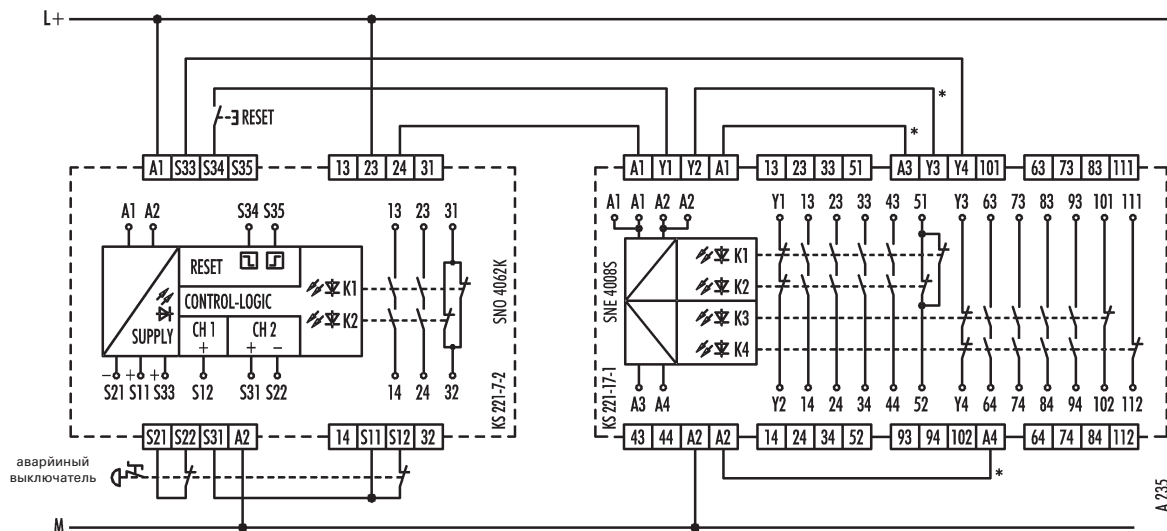 L+
*
*
RESET
A1 S33 S34 S35 13 23 24 31
A1 Y1 Y2 A1 13 23 33 51 A3 Y3 Y4 101 63 73 83 111
A1 A2 S34 S35 13 23 31
A1 A1 A2 A2 Y1 13 23 33 43 51 Y3 63 73 83 93 101 111
RESET
K1
K2
CONTROL-LOGIC
SUPPLY
CH 1
+
CH 2
+ −
K1
K2
K3
K4
SNO 4062K
KS 221-7-2
SNE 4008S
KS 221-17-1
− + +
S21 S11 S33 S12 S31 S22 14 24 32
A3 A4 Y2 14 24 34 44 52 Y4 64 74 84 94 102 112
S21 S22 S31 A2 14 S11 S12 32
43 44 A2 A2 14 24 34 52 93 94 102 A4 64 74 84 112
аварйиный
выключатель
*
A 235
M